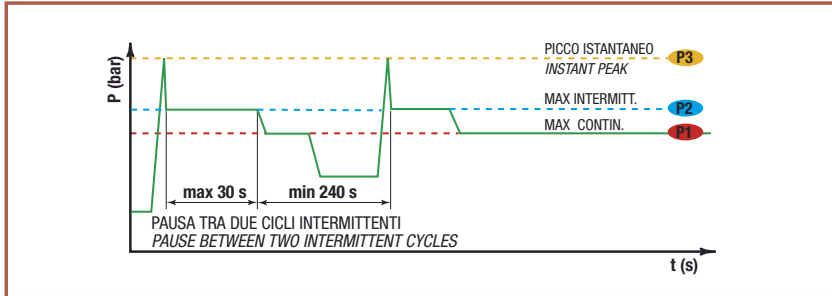 P (bar)
PICCO ISTANTANEO
INSTANT PEAK
P3
MAX INTERMITT.
P2
MAX CONTIN.
P1
max 30 s
min 240 s
PAUSA TRA DUE CICLI INTERMITTENTI
PAUSE BETWEEN TWO INTERMITTENT CYCLES
t (s)